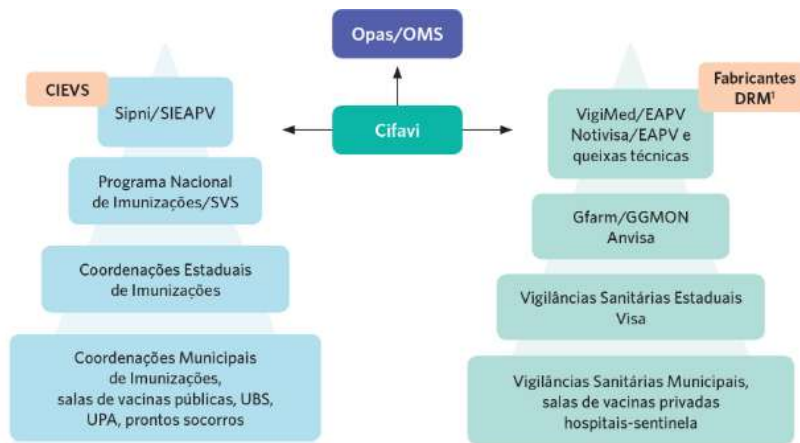 Opas/OMS
CIEVS
Sipni/SIEAPV
Cifavi
Fabricantes
DRM¹
VigiMed/EAPV
Notivisa/EAPV e
queixas técnicas
Programa Nacional
de Imunizações/SVS
Gfarm/GGMON
Anvisa
Coordenações Estaduais
de Imunizações
Vigilâncias Sanitárias Estaduais
Visa
Coordenações Municipais
de Imunizações,
salas de vacinas públicas, UBS,
UPA, prontos socorros
Vigilâncias Sanitárias Municipais,
salas de vacinas privadas
hospitais-sentinela